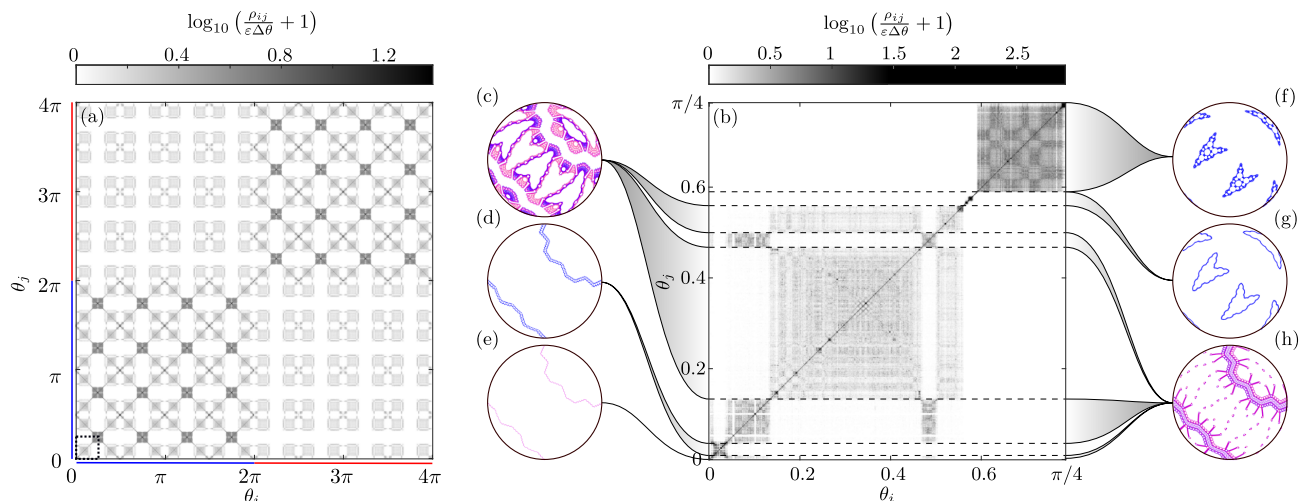 log₁₀ (ρᵢⱼ/εΔθ + 1)
0 0.4 0.8 1.2
(a)
4π
3π
θⱼ
2π
π
0
0 π 2π 3π 4π
θᵢ
(c)
(d)
(e)
log₁₀ (ρᵢⱼ/εΔθ + 1)
0 0.5 1 1.5 2 2.5
(b)
π/4
0.6
θⱼ
0.4
0.2
0
0 0.2 0.4 0.6 π/4
θᵢ
(f)
(g)
(h)